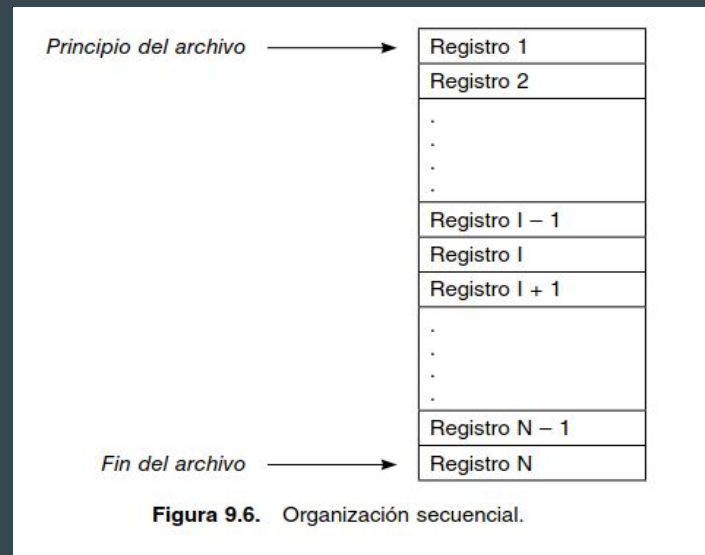 Principio del archivo
Registro 1
Registro 2
.
.
.
.
Registro I – 1
Registro I
Registro I + 1
.
.
.
.
Registro N – 1
Fin del archivo
Registro N
Figura 9.6. Organización secuencial.